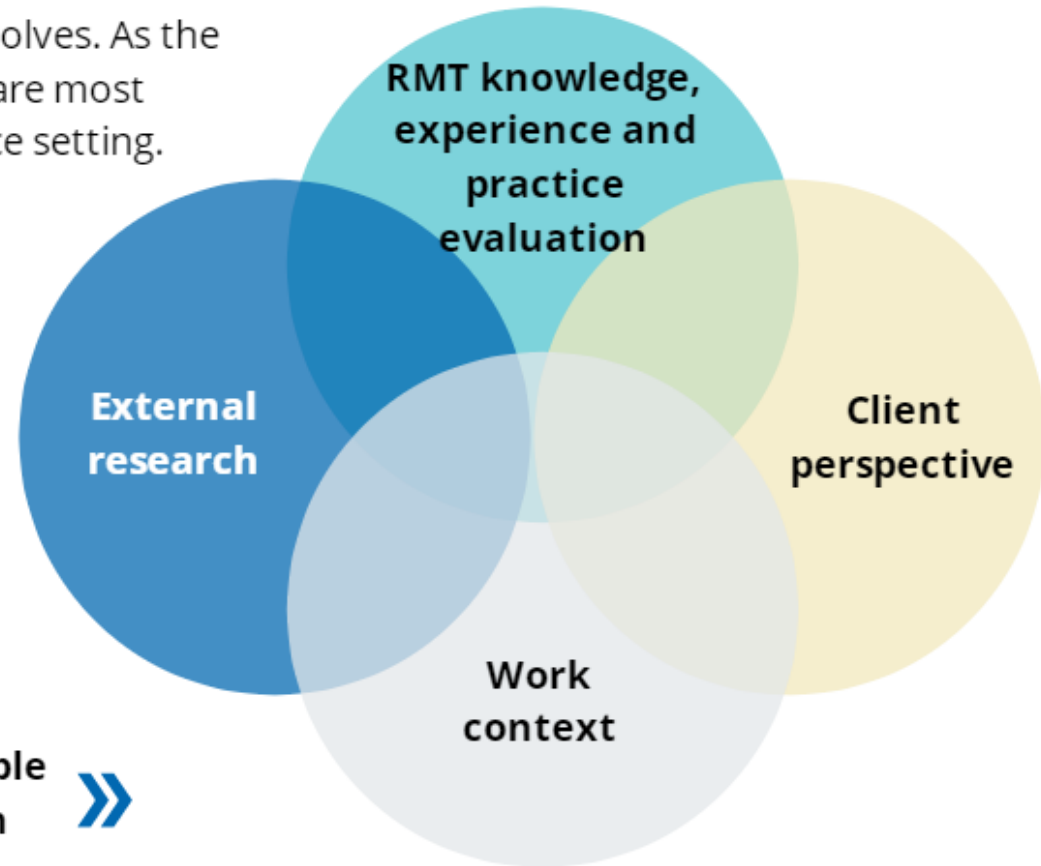 olves. As the
are most
e setting.
RMT knowledge,
experience and
practice
evaluation
External
research
Client
perspective
Work
context
ple